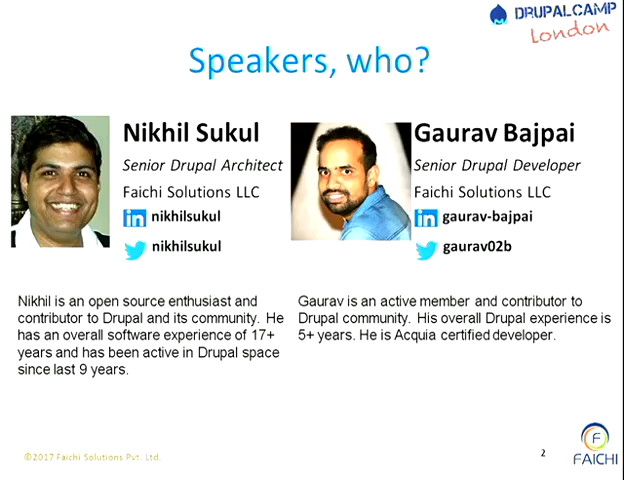 DRUPALCAMP
London
Speakers, who?
Nikhil Sukul
Senior Drupal Architect
Faichi Solutions LLC
in nikhilsukul
nikhilsukul
Gaurav Bajpai
Senior Drupal Developer
Faichi Solutions LLC
in gaurav-bajpai
gaurav02b
Nikhil is an open source enthusiast and
contributor to Drupal and its community. He
has an overall software experience of 17+
years and has been active in Drupal space
since last 9 years.
Gaurav is an active member and contributor to
Drupal community. His overall Drupal experience is
5+ years. He is Acquia certified developer.
©2017 Faichi Solutions Pvt. Ltd.
2
F
FAICHI